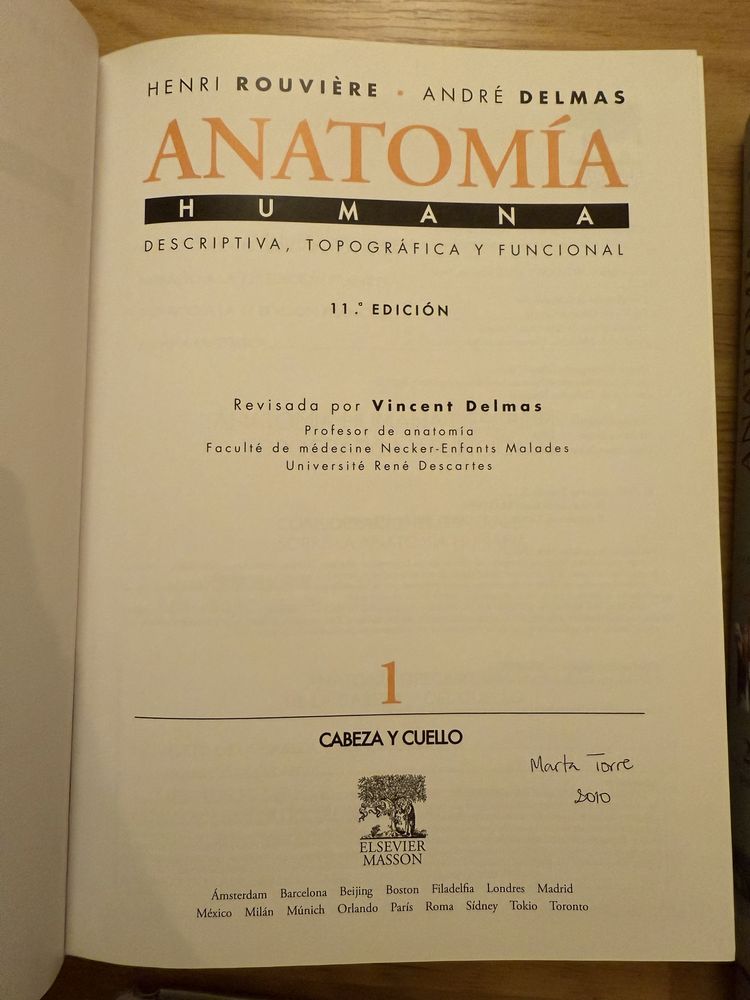 HENRI ROUVIÈRE • ANDRÉ DELMAS
ANATOMÍA
HUMANA
DESCRIPTIVA, TOPOGRÁFICA Y FUNCIONAL
11.ª EDICIÓN
Revisada por Vincent Delmas
Profesor de anatomía
Faculté de médecine Necker-Enfants Malades
Université René Descartes
1
CABEZA Y CUELLO
Marta Torre
2010
ELSEVIER
MASSON
Ámsterdam Barcelona Beijing Boston Filadelfia Londres Madrid
México Milán Múnich Orlando París Roma Sídney Tokio Toronto